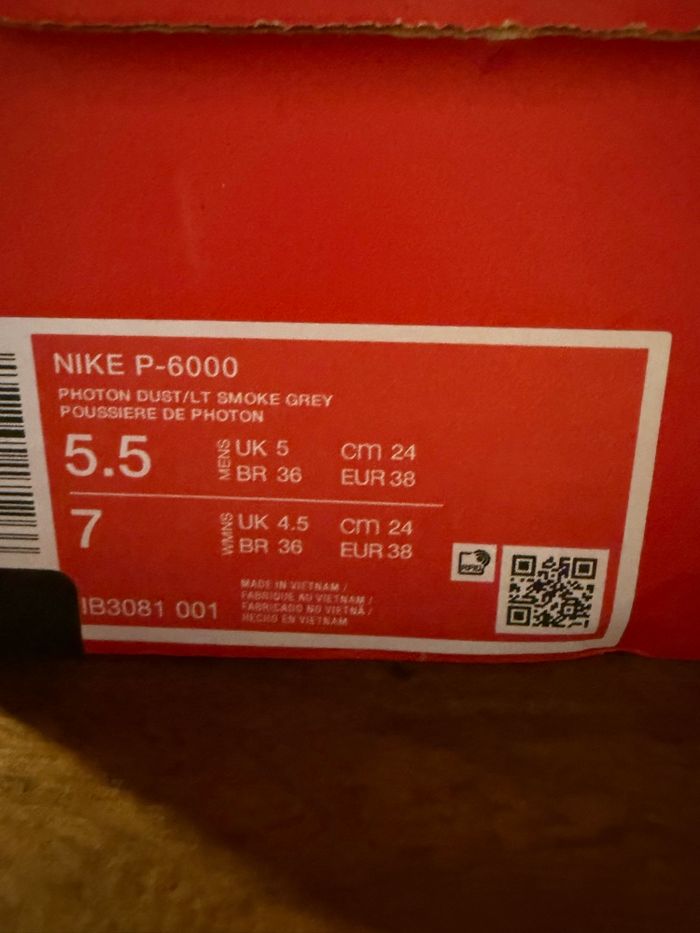 NIKE P-6000
PHOTON DUST/LT SMOKE GREY
POUSSIERE DE PHOTON
5.5 MENS UK 5 cm 24
BR 36 EUR 38
7 WMNS UK 4.5 cm 24
BR 36 EUR 38
RFID
MADE IN VIETNAM /
FABRIQUE AU VIETNAM /
FABRICADO NO VIETNÃ /
HECHO EN VIETNAM
IB3081 001